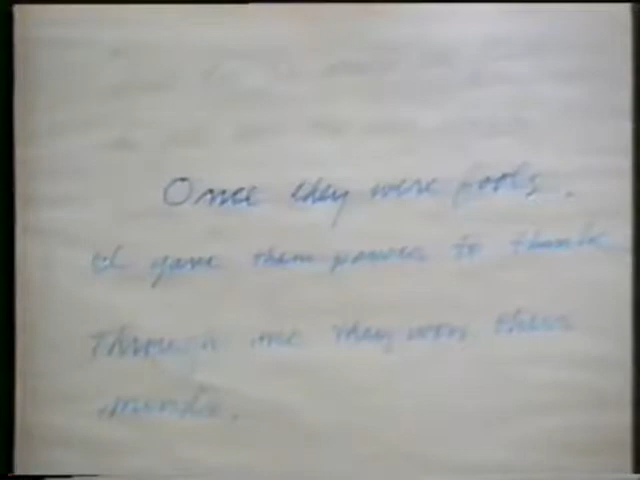 Once they were fools.
I gave them power to think
Through me they won their
minds.